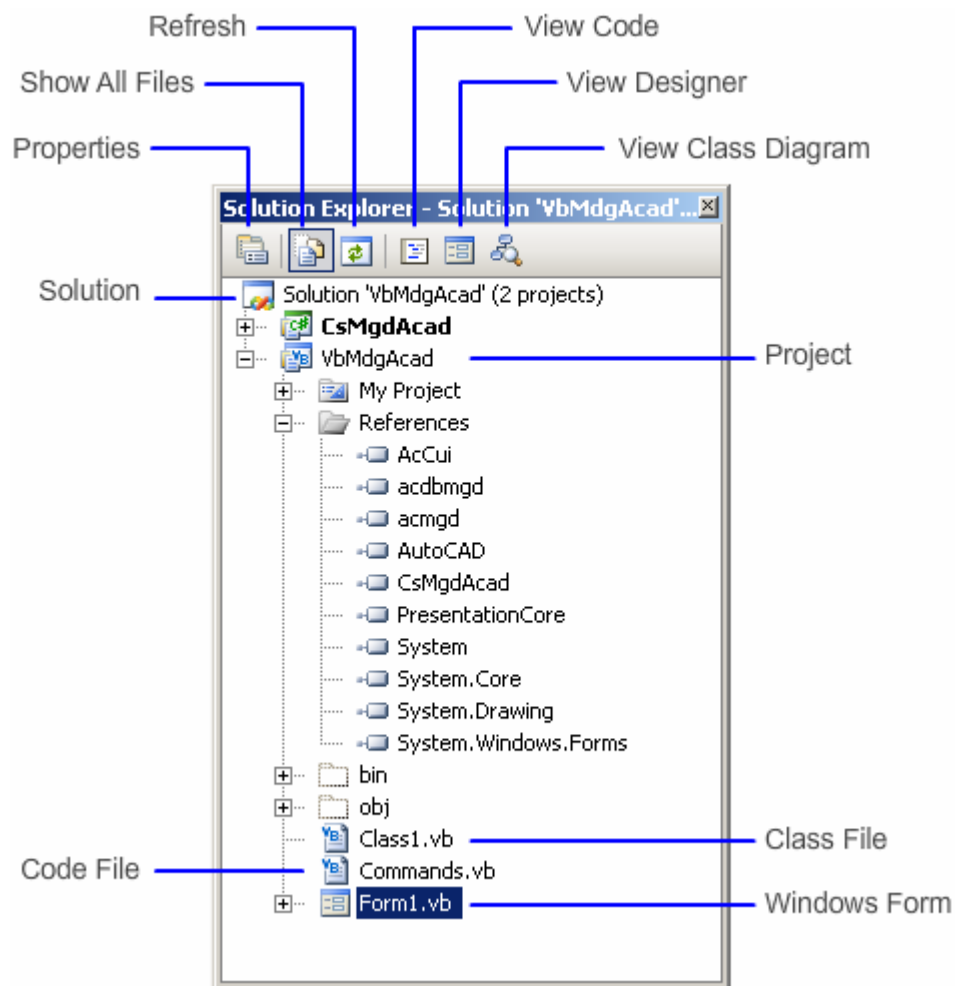 Refresh
View Code
Show All Files
View Designer
Properties
View Class Diagram
Solution Explorer - Solution 'VbMdgAcad'...
Solution
Solution 'VbMdgAcad' (2 projects)
CsMgdAcad
VbMdgAcad
Project
My Project
References
AcCui
acdbmgd
acmgd
AutoCAD
CsMgdAcad
PresentationCore
System
System.Core
System.Drawing
System.Windows.Forms
bin
obj
Class1.vb
Class File
Code File
Commands.vb
Form1.vb
Windows Form